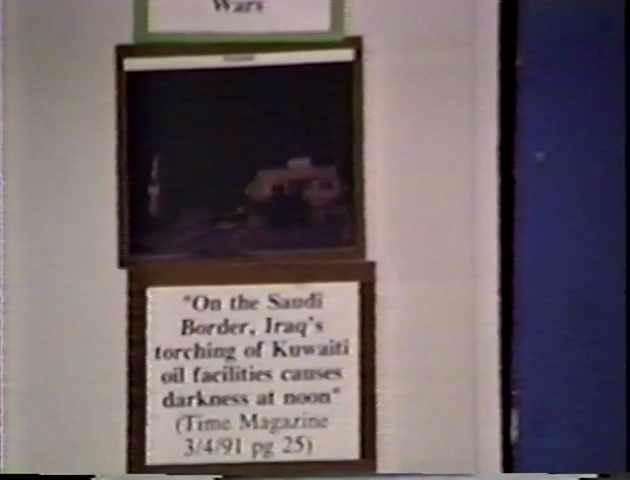 Wars
"On the Saudi
Border, Iraq's
torching of Kuwaiti
oil facilities causes
darkness at noon"
(Time Magazine
3/4/91 pg 25)